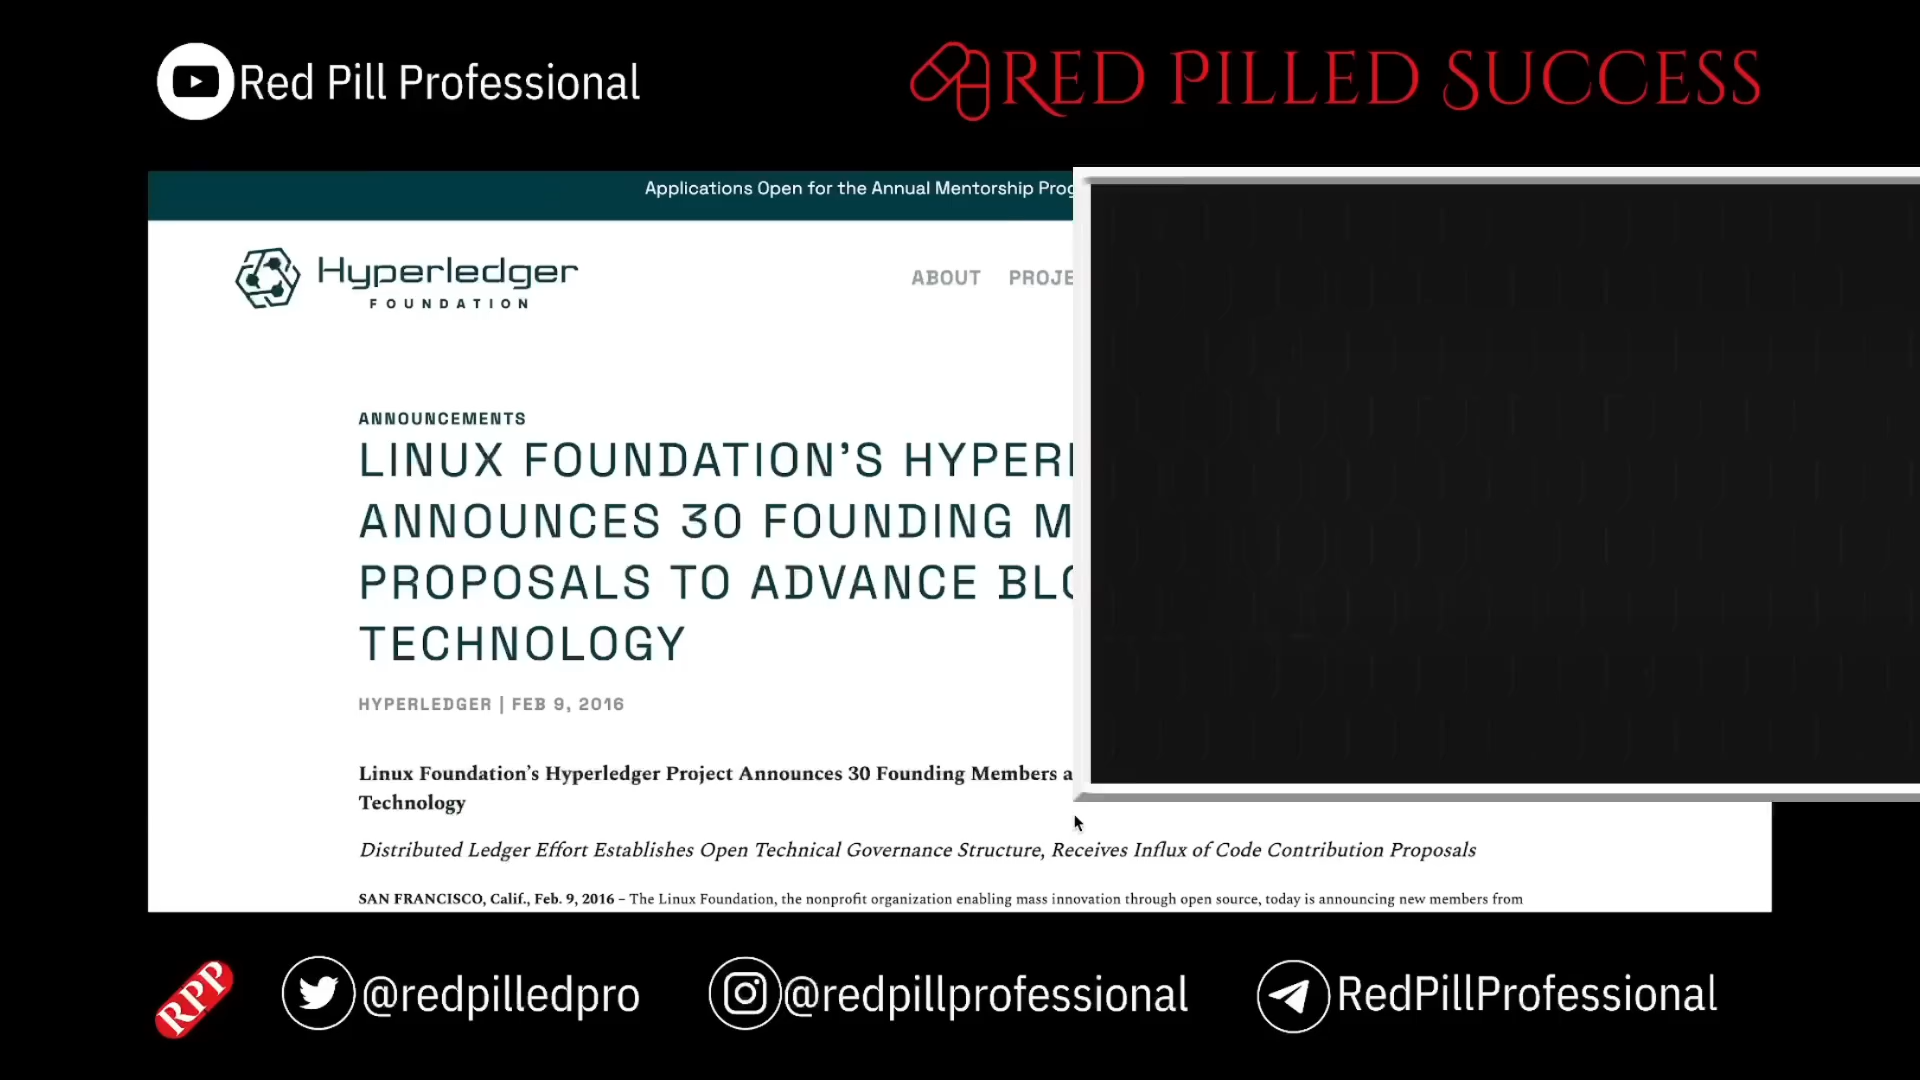 Red Pill Professional
RED PILLED SUCCESS
Applications Open for the Annual Mentorship
Hyperledger
FOUNDATION
ABOUT
ANNOUNCEMENTS
LINUX FOUNDATION’S
ANNOUNCES 30 FOUNDING
PROPOSALS TO ADVANCE
TECHNOLOGY
HYPERLEDGER | FEB 9, 2016
Linux Foundation’s Hyperledger Project Announces 30 Founding Members
Technology
Distributed Ledger Effort Establishes Open Technical Governance Structure, Receives Influx of Code Contribution Proposals
SAN FRANCISCO, Calif., Feb. 9, 2016 – The Linux Foundation, the nonprofit organization enabling mass innovation through open source, today is announcing new members from
RPP
@redpilledpro
@redpillprofessional
RedPillProfessional